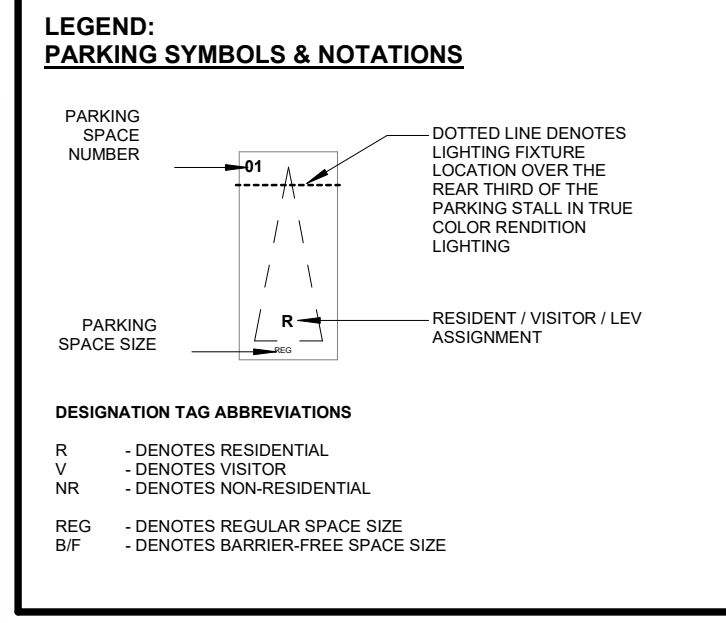 LEGEND:
PARKING SYMBOLS & NOTATIONS
PARKING
SPACE
NUMBER
01
DOTTED LINE DENOTES
LIGHTING FIXTURE
LOCATION OVER THE
REAR THIRD OF THE
PARKING STALL IN TRUE
COLOR RENDITION
LIGHTING
PARKING
SPACE SIZE
R
REG
RESIDENT / VISITOR / LEV
ASSIGNMENT
DESIGNATION TAG ABBREVIATIONS
R - DENOTES RESIDENTIAL
V - DENOTES VISITOR
NR - DENOTES NON-RESIDENTIAL
REG - DENOTES REGULAR SPACE SIZE
B/F - DENOTES BARRIER-FREE SPACE SIZE